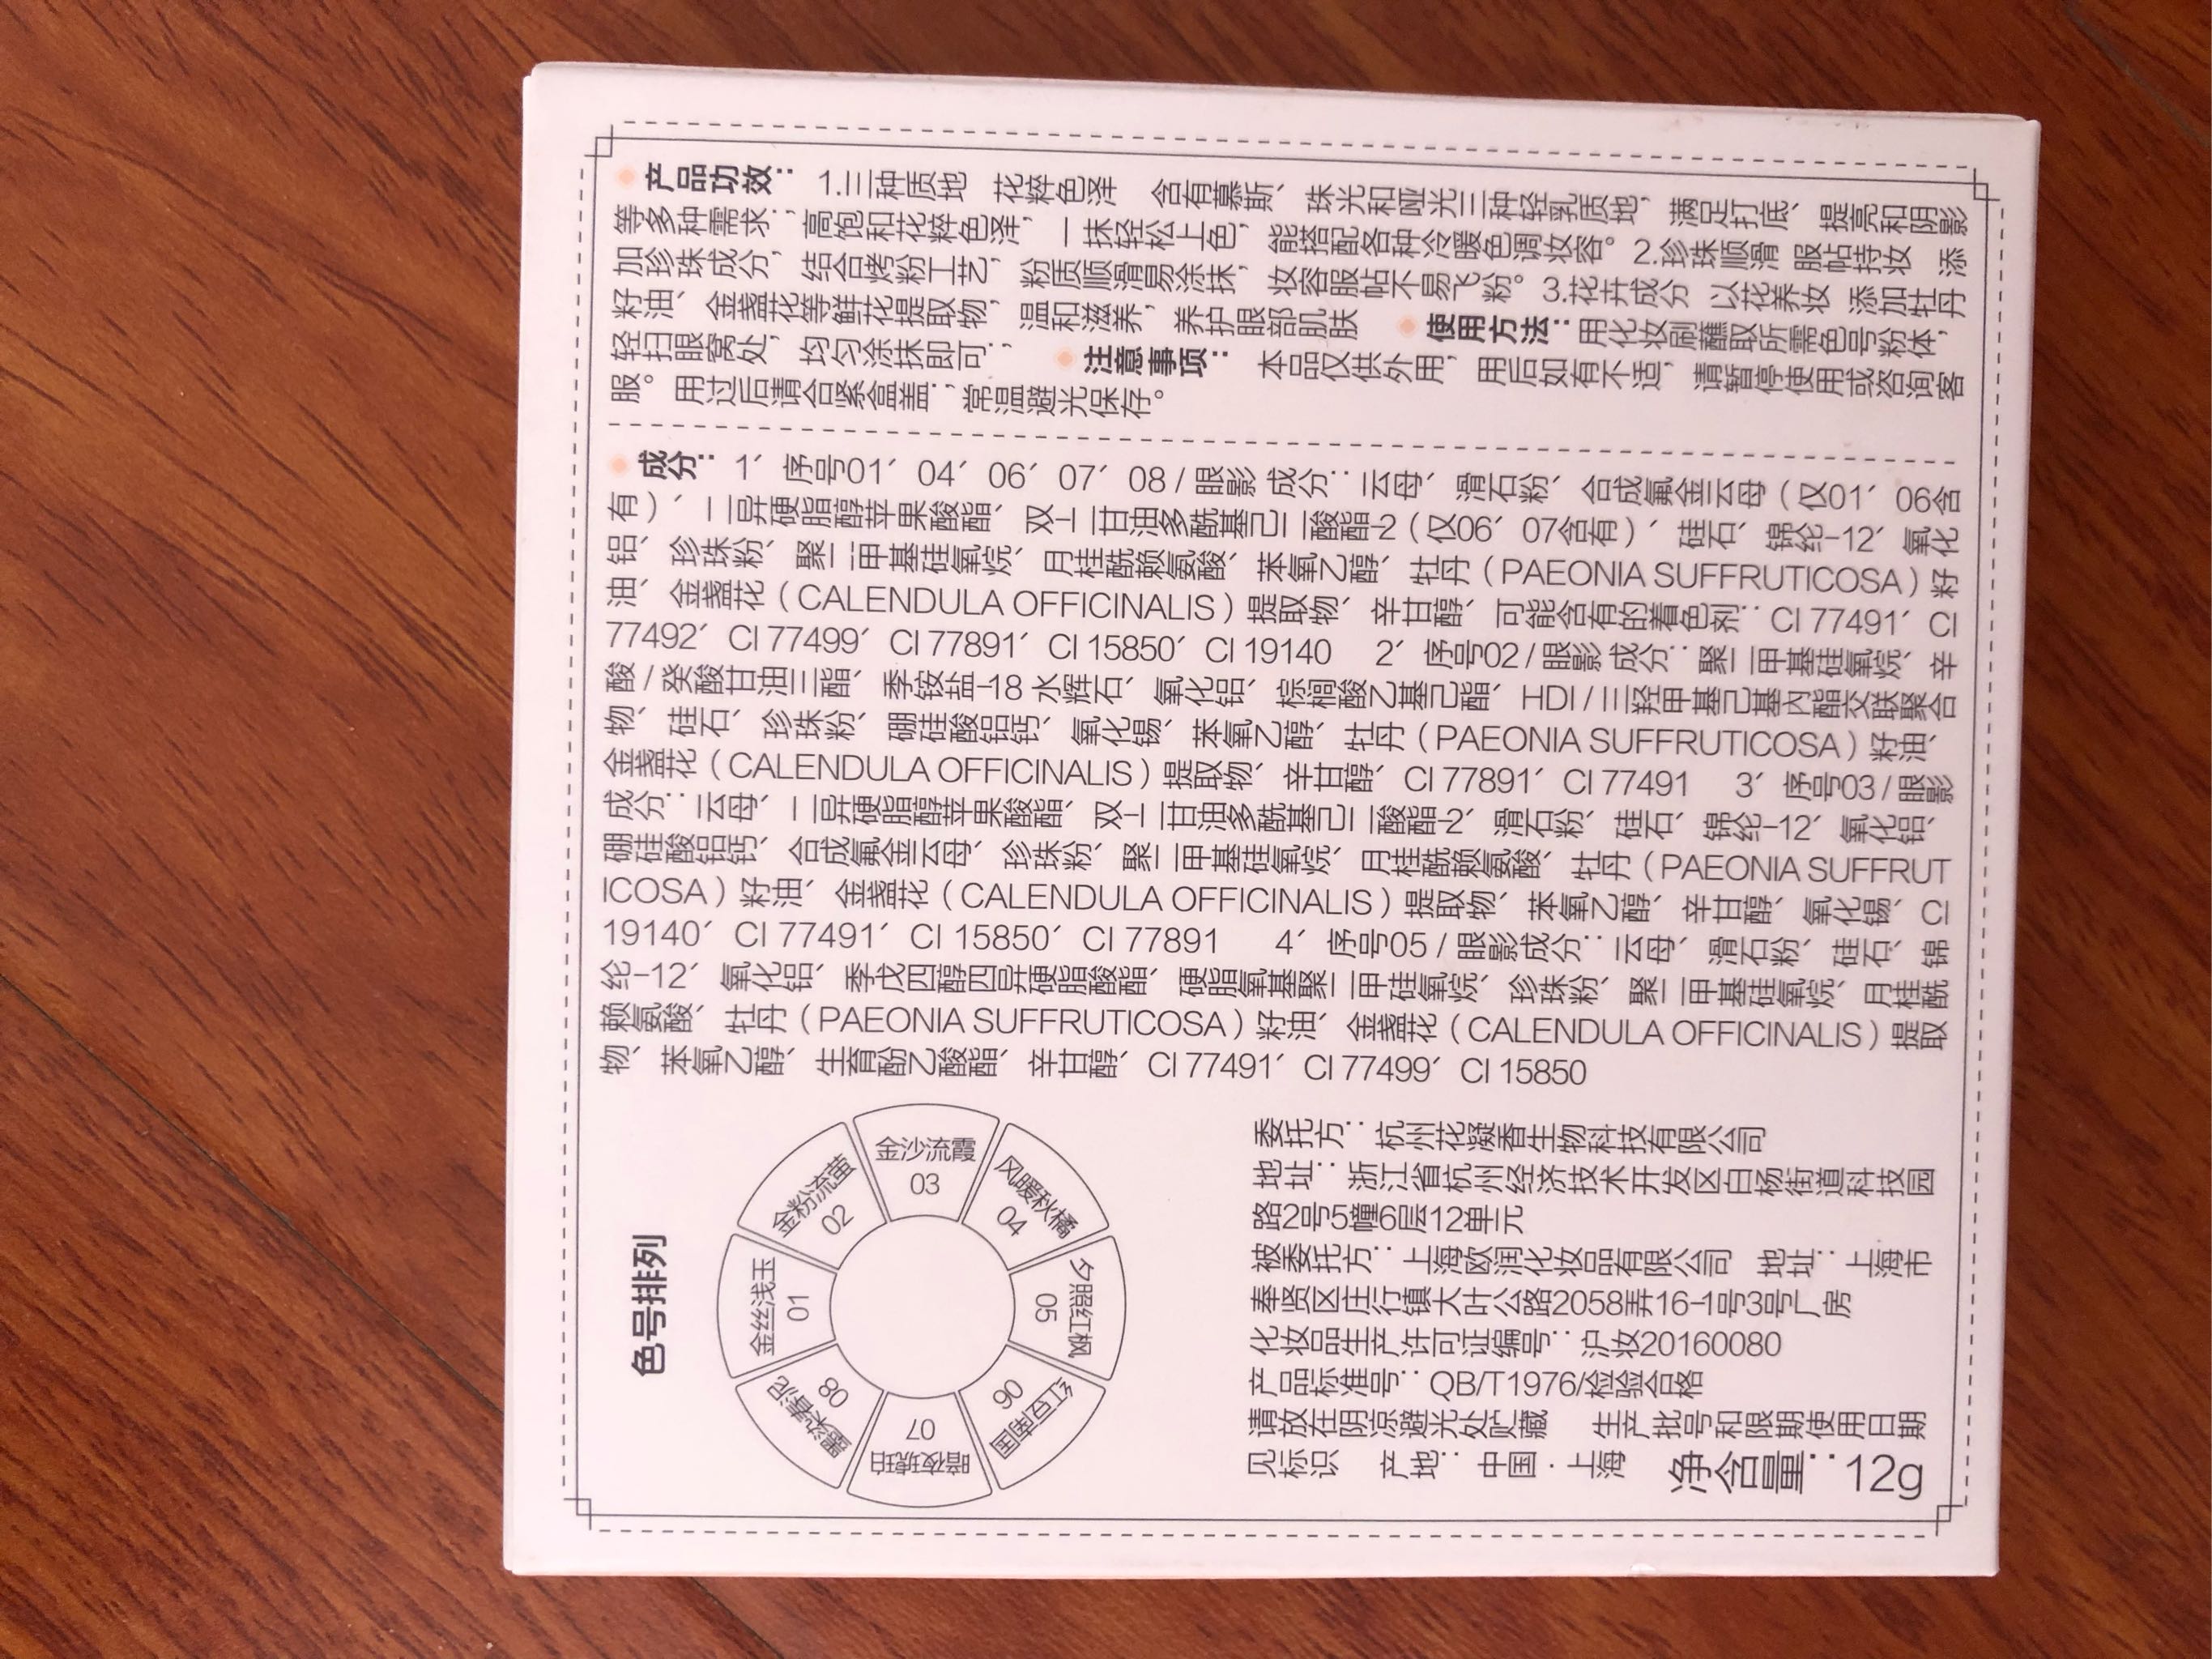 产品功效：1.三种质地 花粹色泽 含有慕斯、珠光和哑光三种轻乳质地，满足打底、提亮和阴影
等多种需求；高饱和花粹色泽，一抹轻松上色，能搭配各种冷暖色调妆容。2.珍珠顺滑 服帖持妆 添
加珍珠成分，结合烤粉工艺，粉质顺滑易涂抹，妆容服帖不易飞粉。3.花卉成分 以花养妆 添加牡丹
籽油、金盏花等鲜花提取物，温和滋养，养护眼部肌肤 使用方法：用化妆刷蘸取所需色号粉体，
轻扫眼窝处，均匀涂抹即可； 注意事项：本品仅供外用，用后如有不适，请暂停使用或咨询客
服。用过后请合紧盒盖；常温避光保存。
成分：1、序号01、04、06、07、08/眼影 成分：云母、滑石粉、合成氟金云母（仅01、06含
有）、二异硬脂醇苹果酸酯、双-二甘油多酰基己二酸酯-2（仅06、07含有）、硅石、锦纶-12、氧化
铝、珍珠粉、聚二甲基硅氧烷、月桂酰赖氨酸、苯氧乙醇、牡丹（PAEONIA SUFFRUTICOSA）籽
油、金盏花（CALENDULA OFFICINALIS）提取物、辛甘醇、可能含有的着色剂：CI 77491、CI
77492、CI 77499、CI 77891、CI 15850、CI 19140 2、序号02/眼影 成分：聚二甲基硅氧烷、辛
酸/癸酸甘油三酯、季铵盐-18 水辉石、氧化铝、棕榈酸乙基己酯、HDI/三羟甲基己基内酯交联聚合
物、硅石、珍珠粉、硼硅酸铝钙、氧化锡、苯氧乙醇、牡丹（PAEONIA SUFFRUTICOSA）籽油、
金盏花（CALENDULA OFFICINALIS）提取物、辛甘醇、CI 77891、CI 77491 3、序号03/眼影
成分：云母、二异硬脂醇苹果酸酯、双-二甘油多酰基己二酸酯-2、滑石粉、硅石、锦纶-12、氧化铝、
硼硅酸铝钙、合成氟金云母、珍珠粉、聚二甲基硅氧烷、月桂酰赖氨酸、牡丹（PAEONIA SUFFRUT
ICOSA）籽油、金盏花（CALENDULA OFFICINALIS）提取物、苯氧乙醇、辛甘醇、氧化锡、CI
19140、CI 77491、CI 15850、CI 77891 4、序号05/眼影成分：云母、滑石粉、硅石、锦
纶-12、氧化铝、季戊四醇四异硬脂酸酯、硬脂氧基聚二甲硅氧烷、珍珠粉、聚二甲基硅氧烷、月桂酰
赖氨酸、牡丹（PAEONIA SUFFRUTICOSA）籽油、金盏花（CALENDULA OFFICINALIS）提取
物、苯氧乙醇、生育酚乙酸酯、辛甘醇、CI 77491、CI 77499、CI 15850
色号排列
金丝浅玉
01
金粉流萤
02
金沙流霞
03
风暖秋橘
04
夕照红枫
05
红豆南国
06
暗夜琥珀
07
墨染春泥
08
委托方：杭州花凝香生物科技有限公司
地址：浙江省杭州经济技术开发区白杨街道科技园
路2号5幢6层12单元
被委托方：上海欧润化妆品有限公司 地址：上海市
奉贤区庄行镇大叶公路2058弄16-1号3号厂房
化妆品生产许可证编号：沪妆20160080
产品标准号：QB/T1976/检验合格
请放在阴凉避光处贮藏 生产批号和限期使用日期
见标识 产地：中国·上海 净含量：12g